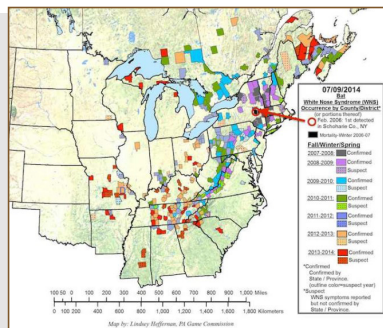 07/09/2014
Bat
White Nose Syndrome (WNS)
Occurrence by County/District*
(or portions thereof)
Feb. 2008: 1st detected
in Schoharie Co., NY
Mortality Winter 2006-07
Fall/Winter/Spring
2007-2008: Confirmed
2008-2009: Confirmed
Suspect
2009-2010: Confirmed
Suspect
2010-2011: Confirmed
Suspect
2011-2012: Confirmed
Suspect
2012-2013: Confirmed
Suspect
2013-2014: Confirmed
Suspect
*Confirmed
Confirmed by
State / Province.
(outline color=suspect year)
*Suspect
WNS symptoms reported
but not confirmed by
State / Province.
100 50 0 100 200 300 400 500 600 700 800 900 1,000 Miles
200 100 0 200 400 600 800 1,000 1,200 1,400 1,600 1,800 Kilometers
Map by: Lindsey Heffernan, PA Game Commission